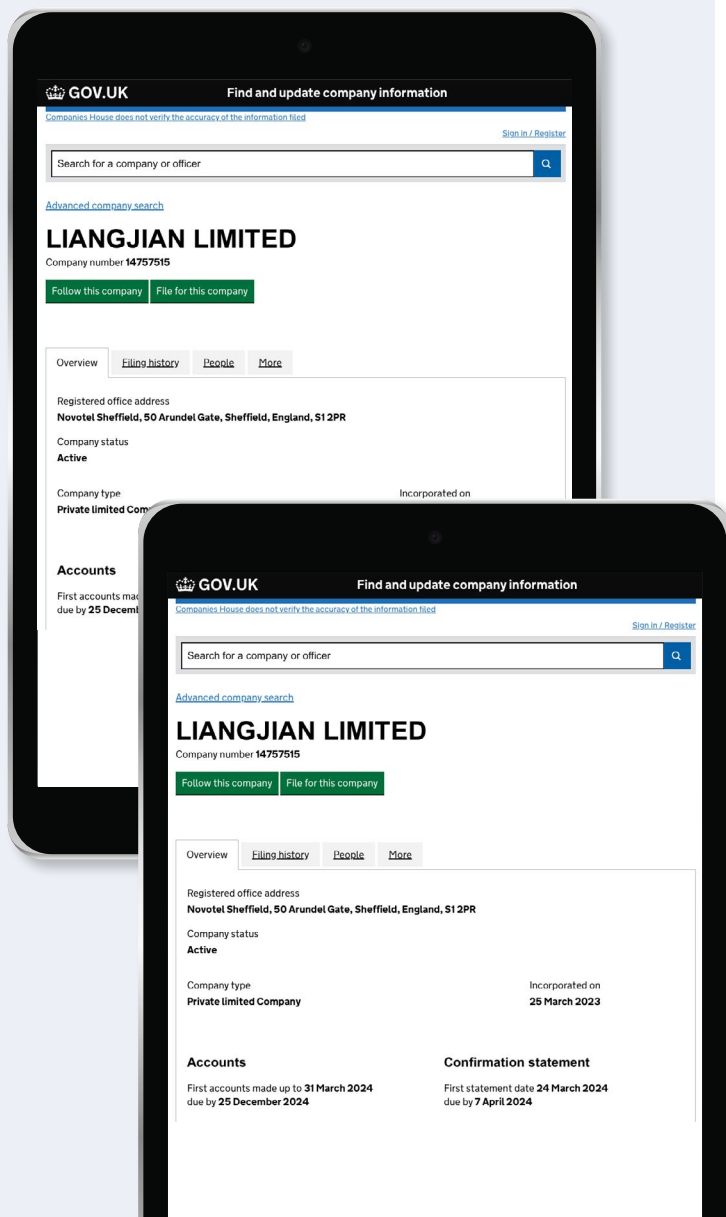 GOV.UK Find and update company information
Companies House does not verify the accuracy of the information filed
Sign in / Register
Search for a company or officer
Advanced company search
LIANGJIAN LIMITED
Company number 14757515
Follow this company File for this company
Overview Filing history People More
Registered office address
Novotel Sheffield, 50 Arundel Gate, Sheffield, England, S1 2PR
Company status
Active
Company type Incorporated on
Private limited Com
Accounts
First accounts mad
due by 25 Decemb
GOV.UK Find and update company information
Companies House does not verify the accuracy of the information filed
Sign in / Register
Search for a company or officer
Advanced company search
LIANGJIAN LIMITED
Company number 14757515
Follow this company File for this company
Overview Filing history People More
Registered office address
Novotel Sheffield, 50 Arundel Gate, Sheffield, England, S1 2PR
Company status
Active
Company type Incorporated on
Private limited Company 25 March 2023
Accounts Confirmation statement
First accounts made up to 31 March 2024 First statement date 24 March 2024
due by 25 December 2024 due by 7 April 2024